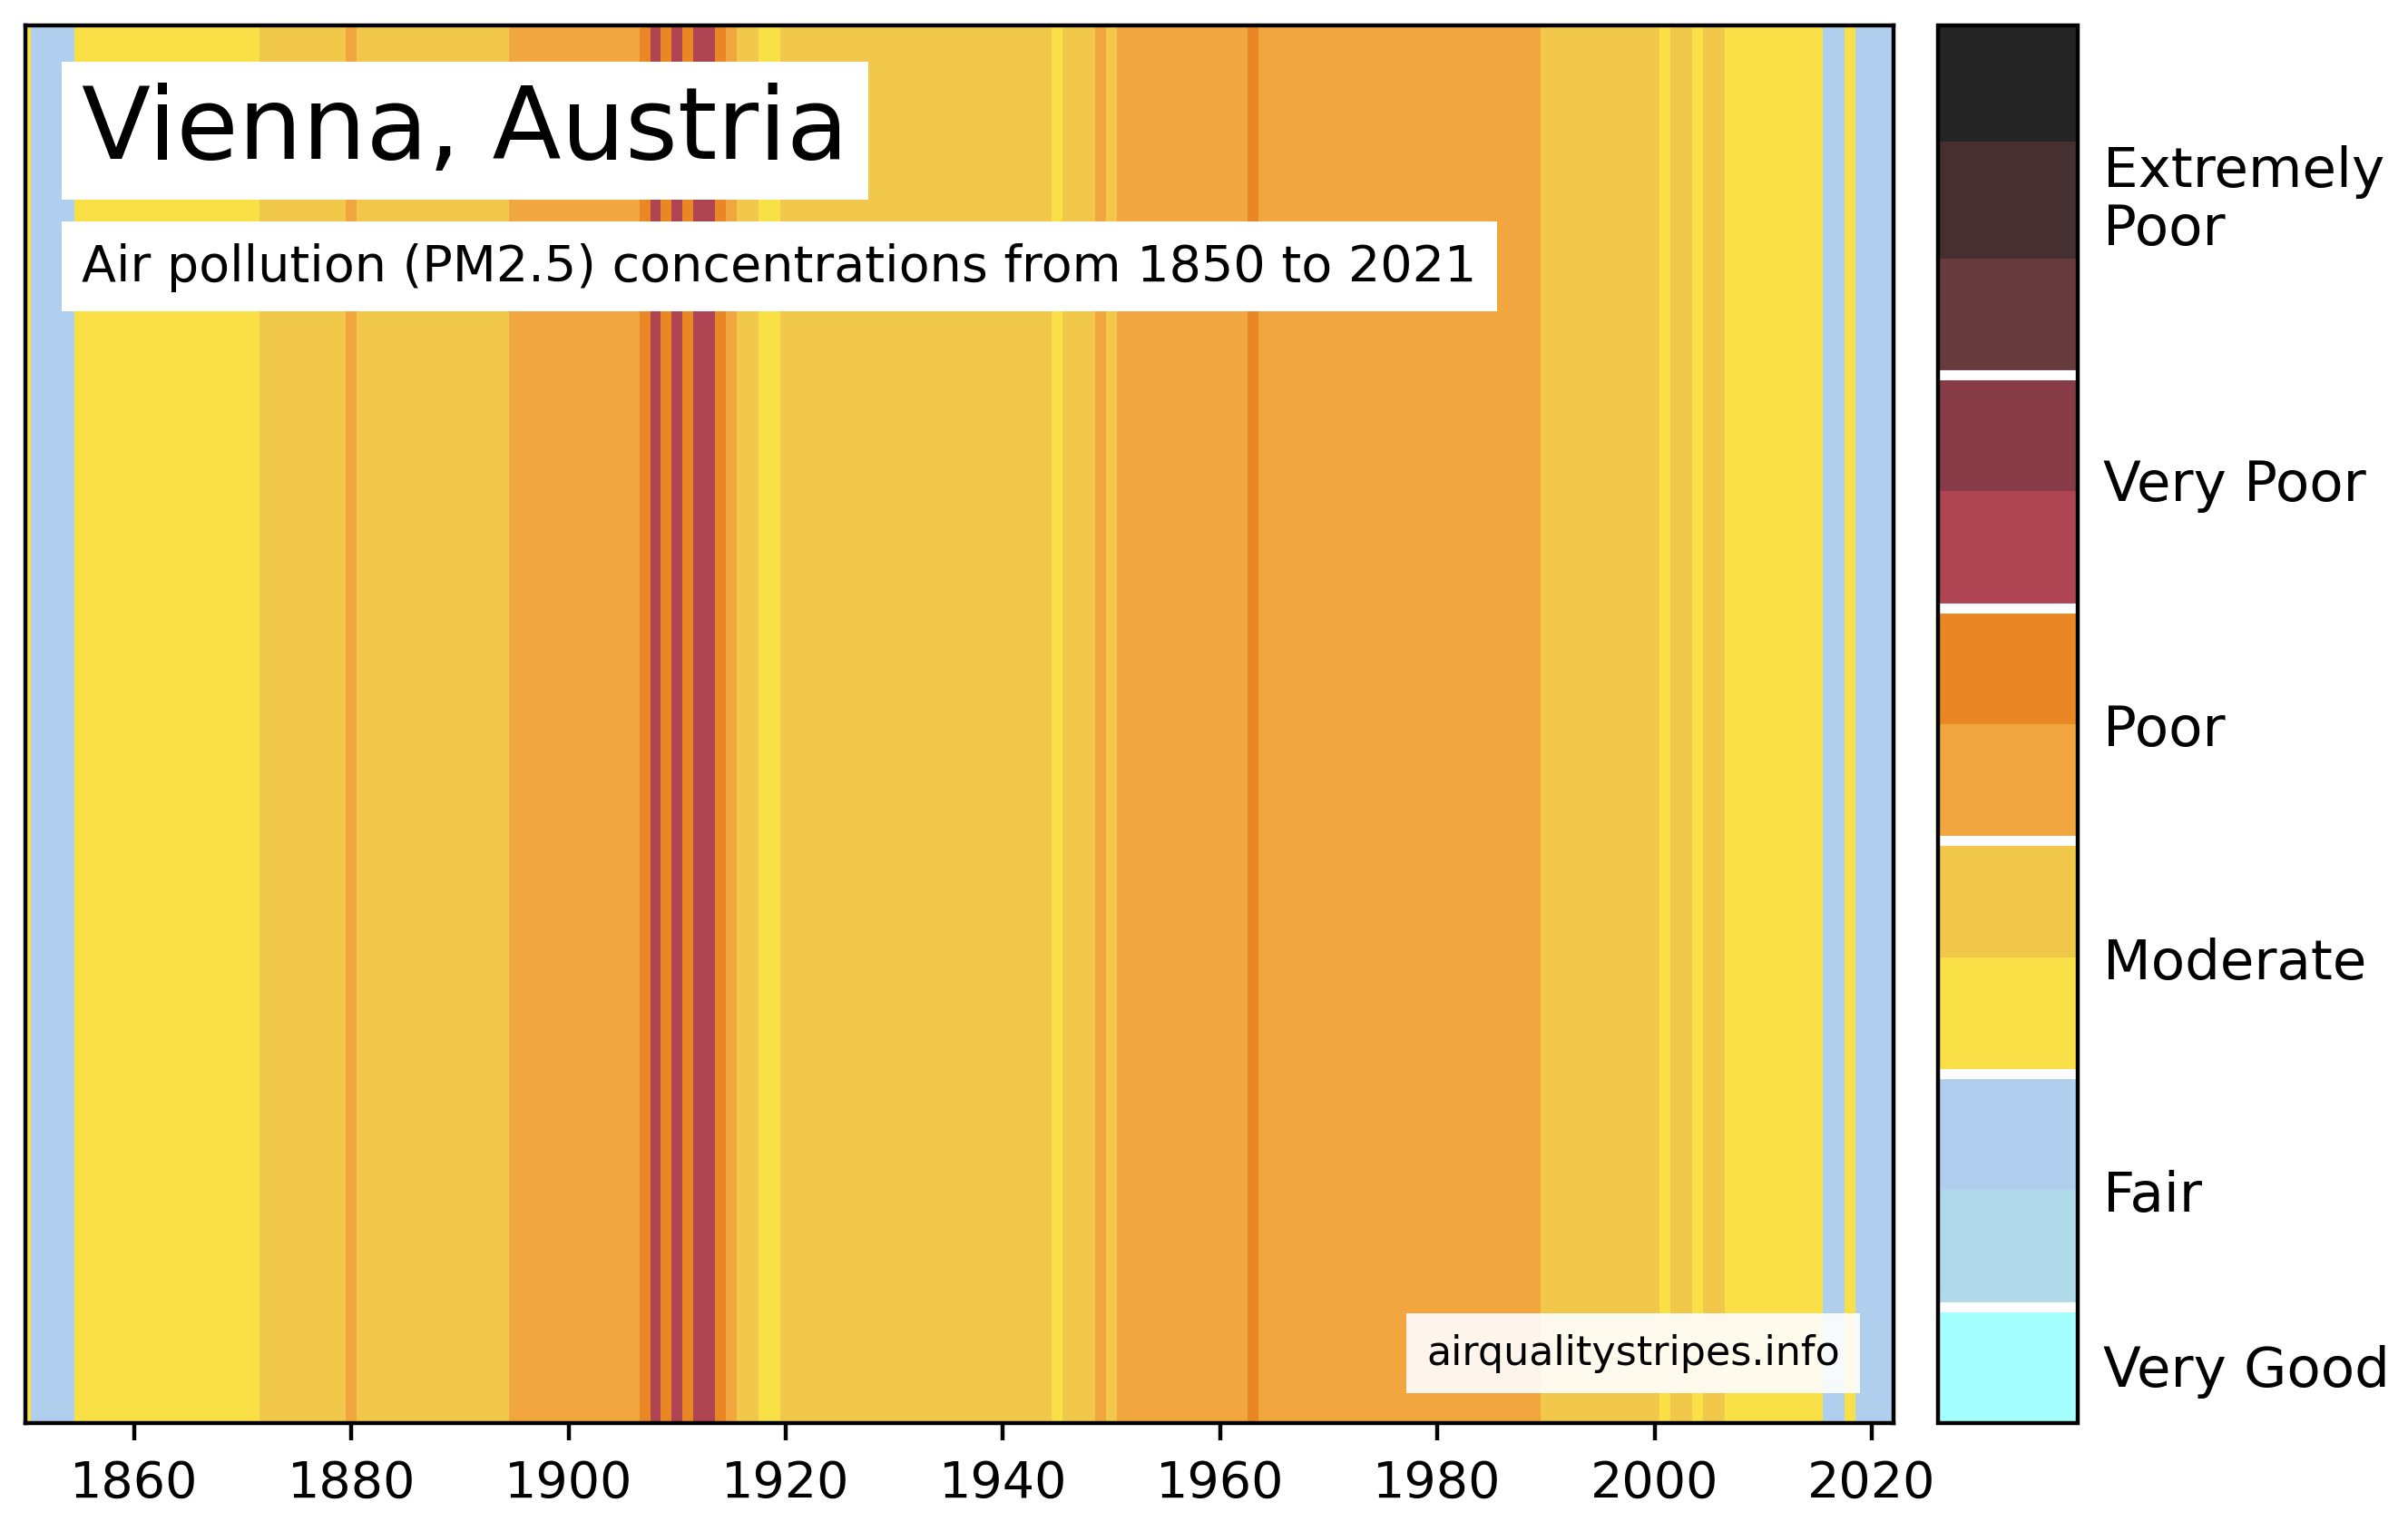 Vienna, Austria
Air pollution (PM2.5) concentrations from 1850 to 2021
airqualitystripes.info
1860 1880 1900 1920 1940 1960 1980 2000 2020
Extremely
Poor
Very Poor
Poor
Moderate
Fair
Very Good